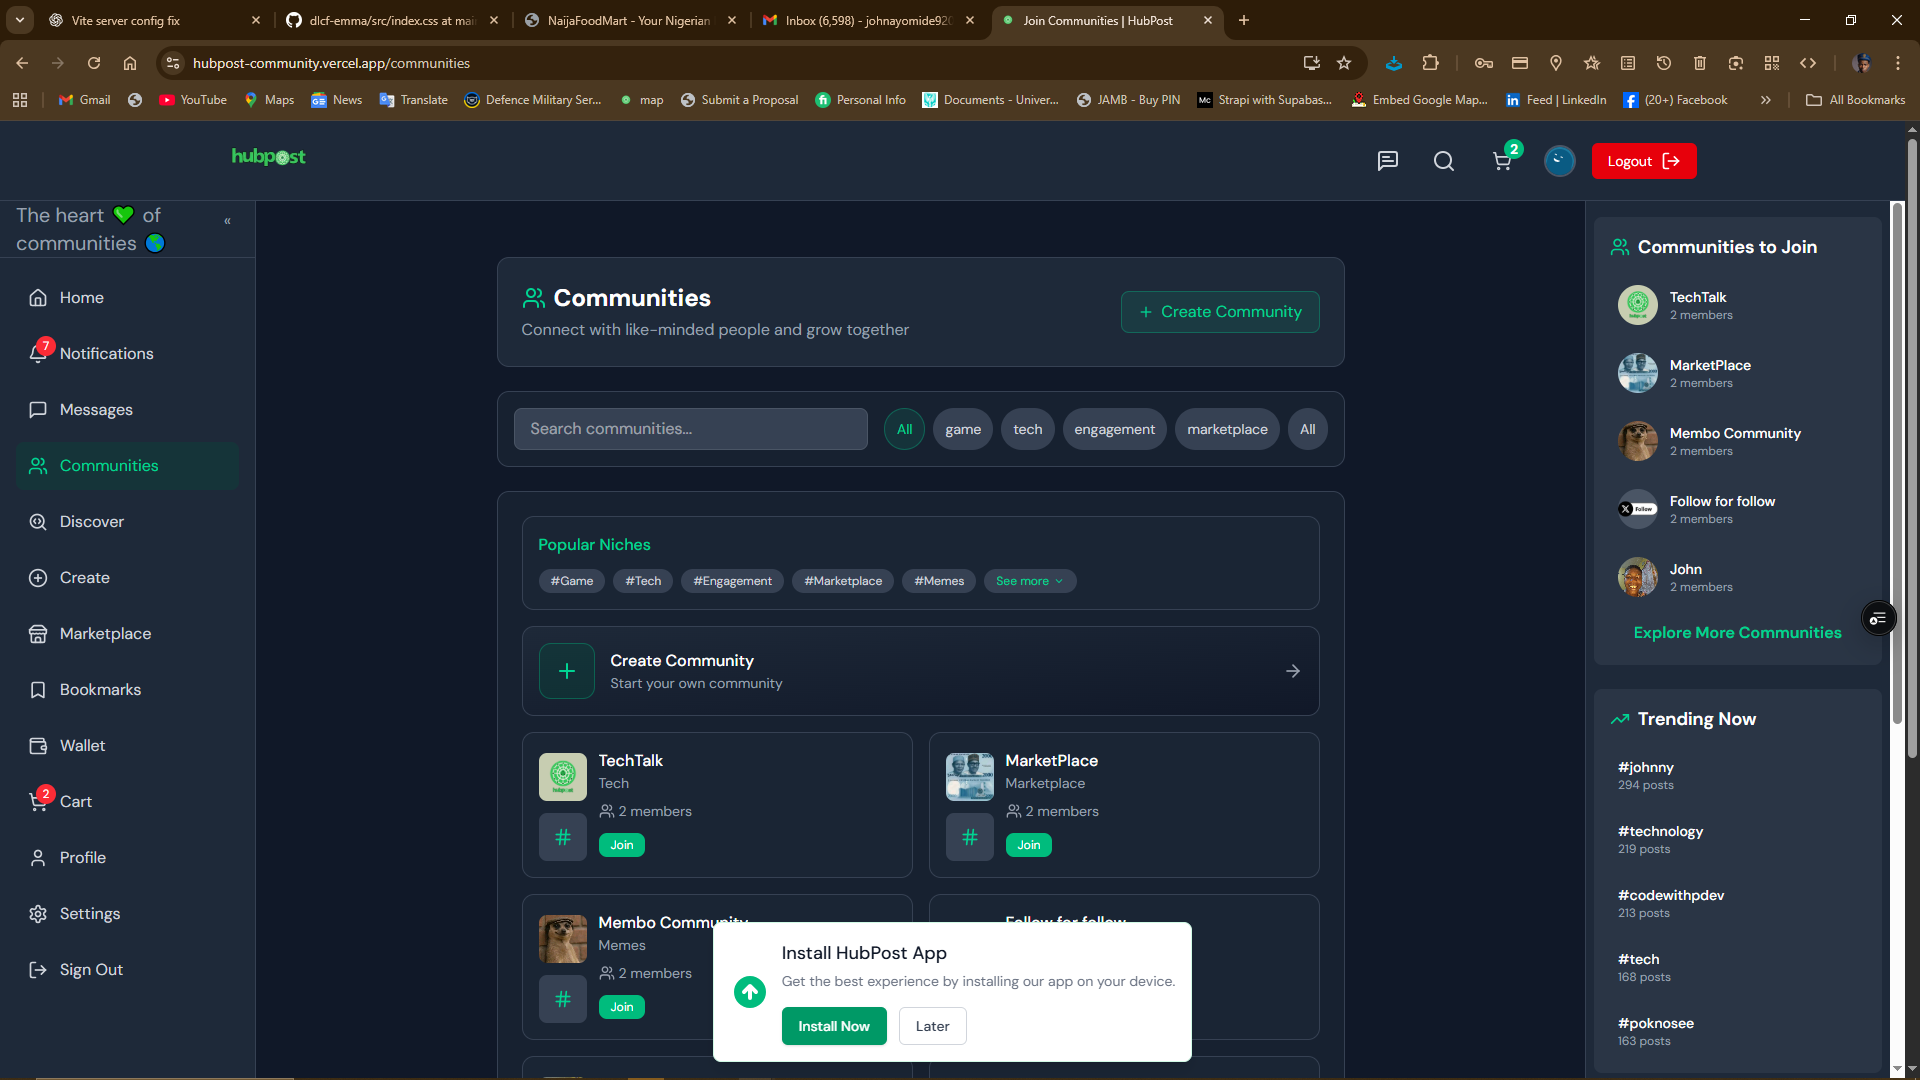 Vite server config fix
dlcf-emma/src/index.css at mai
NaijaFoodMart - Your Nigerian
Inbox (6,598) - johnayomide920
Join Communities | HubPost
hubpost-community.vercel.app/communities
Gmail
YouTube
Maps
News
Translate
Defence Military Ser...
map
Submit a Proposal
Personal Info
Documents - Univer...
JAMB - Buy PIN
Mc
Strapi with Supabas...
Embed Google Map...
Feed | LinkedIn
(20+) Facebook
All Bookmarks
hubpost
2
Logout
The heart 💚 of
communities 🌎
«
Home
7
Notifications
Messages
Communities
Discover
Create
Marketplace
Bookmarks
Wallet
2
Cart
Profile
Settings
Sign Out
Communities
Connect with like-minded people and grow together
+ Create Community
Search communities...
All
game
tech
engagement
marketplace
All
Popular Niches
#Game
#Tech
#Engagement
#Marketplace
#Memes
See more
Create Community
Start your own community
TechTalk
Tech
2 members
#
Join
MarketPlace
Marketplace
2 members
#
Join
Membo Community
Memes
2 members
#
Join
Follow for follow
Install HubPost App
Get the best experience by installing our app on your device.
Install Now
Later
Communities to Join
TechTalk
2 members
MarketPlace
2 members
Membo Community
2 members
X Follow
Follow for follow
2 members
John
2 members
Explore More Communities
Trending Now
#johnny
294 posts
#technology
219 posts
#codewithpdev
213 posts
#tech
168 posts
#poknosee
163 posts